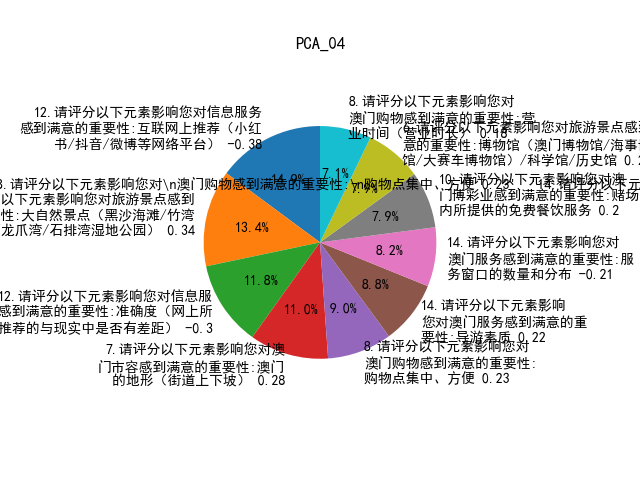 PCA_04
12.请评分以下元素影响您对信息服务
感到满意的重要性:互联网上推荐（小红
书/抖音/微博等网络平台） -0.38
8.请评分以下元素影响您对
澳门购物感到满意的重要性:营
业时间（营业时长） 0.18
请评分以下元素影响您对旅游景点感到
意的重要性:博物馆（澳门博物馆/海事
馆/大赛车博物馆）/科学馆/历史馆 0.2
请评分以下元素影响您对\n澳门购物感到满意的重要性:\n购物点集中、方便 0.23
14.请评分以下元
以下元素影响您对旅游景点感到
性:大自然景点（黑沙海滩/竹湾
龙爪湾/石排湾湿地公园） 0.34
10.请评分以下元素影响您对澳
门博彩业感到满意的重要性:赌场
内所提供的免费餐饮服务 0.2
14.请评分以下元素影响您对
澳门服务感到满意的重要性:服
务窗口的数量和分布 -0.21
12.请评分以下元素影响您对信息服
感到满意的重要性:准确度（网上所
推荐的与现实中是否有差距） -0.3
14.请评分以下元素影响
您对澳门服务感到满意的重
要性:导游素质 0.22
7.请评分以下元素影响您对澳
门市容感到满意的重要性:澳门
的地形（街道上下坡） 0.28
8.请评分以下元素影响您对
澳门购物感到满意的重要性:
购物点集中、方便 0.23
14.9%
7.1%
7.9%
7.9%
13.4%
8.2%
11.8%
8.8%
11.0%
9.0%